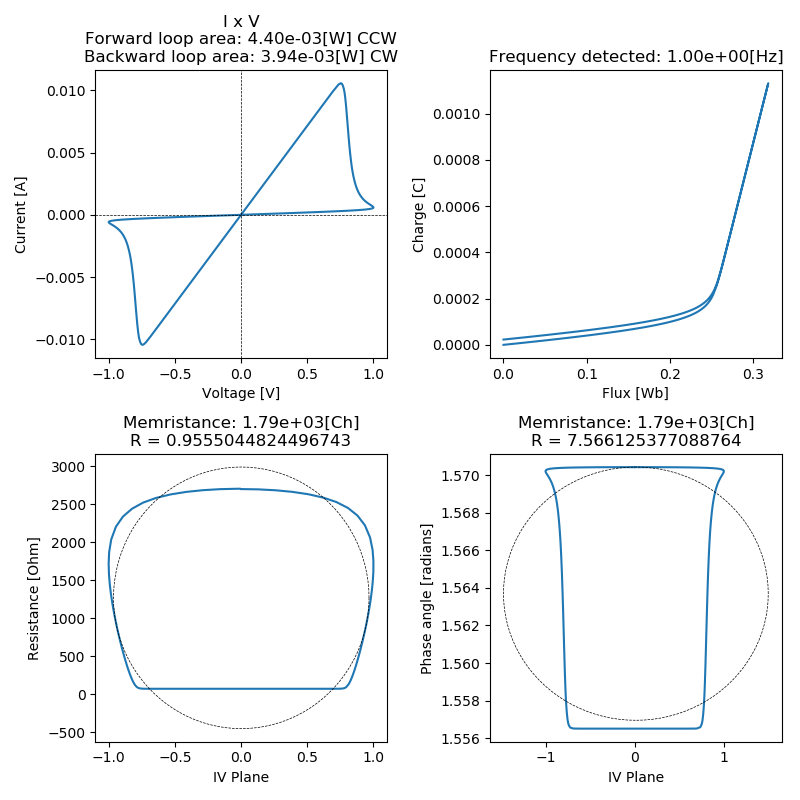 I x V
Forward loop area: 4.40e-03[W] CCW
Backward loop area: 3.94e-03[W] CW
0.010
0.005
0.000
−0.005
−0.010
Current [A]
−1.0 −0.5 0.0 0.5 1.0
Voltage [V]
Frequency detected: 1.00e+00[Hz]
0.0010
0.0008
0.0006
0.0004
0.0002
0.0000
Charge [C]
0.0 0.1 0.2 0.3
Flux [Wb]
Memristance: 1.79e+03[Ch]
R = 0.9555044824496743
3000
2500
2000
1500
1000
500
0
−500
Resistance [Ohm]
−1.0 −0.5 0.0 0.5 1.0
IV Plane
Memristance: 1.79e+03[Ch]
R = 7.566125377088764
1.570
1.568
1.566
1.564
1.562
1.560
1.558
1.556
Phase angle [radians]
−1 0 1
IV Plane